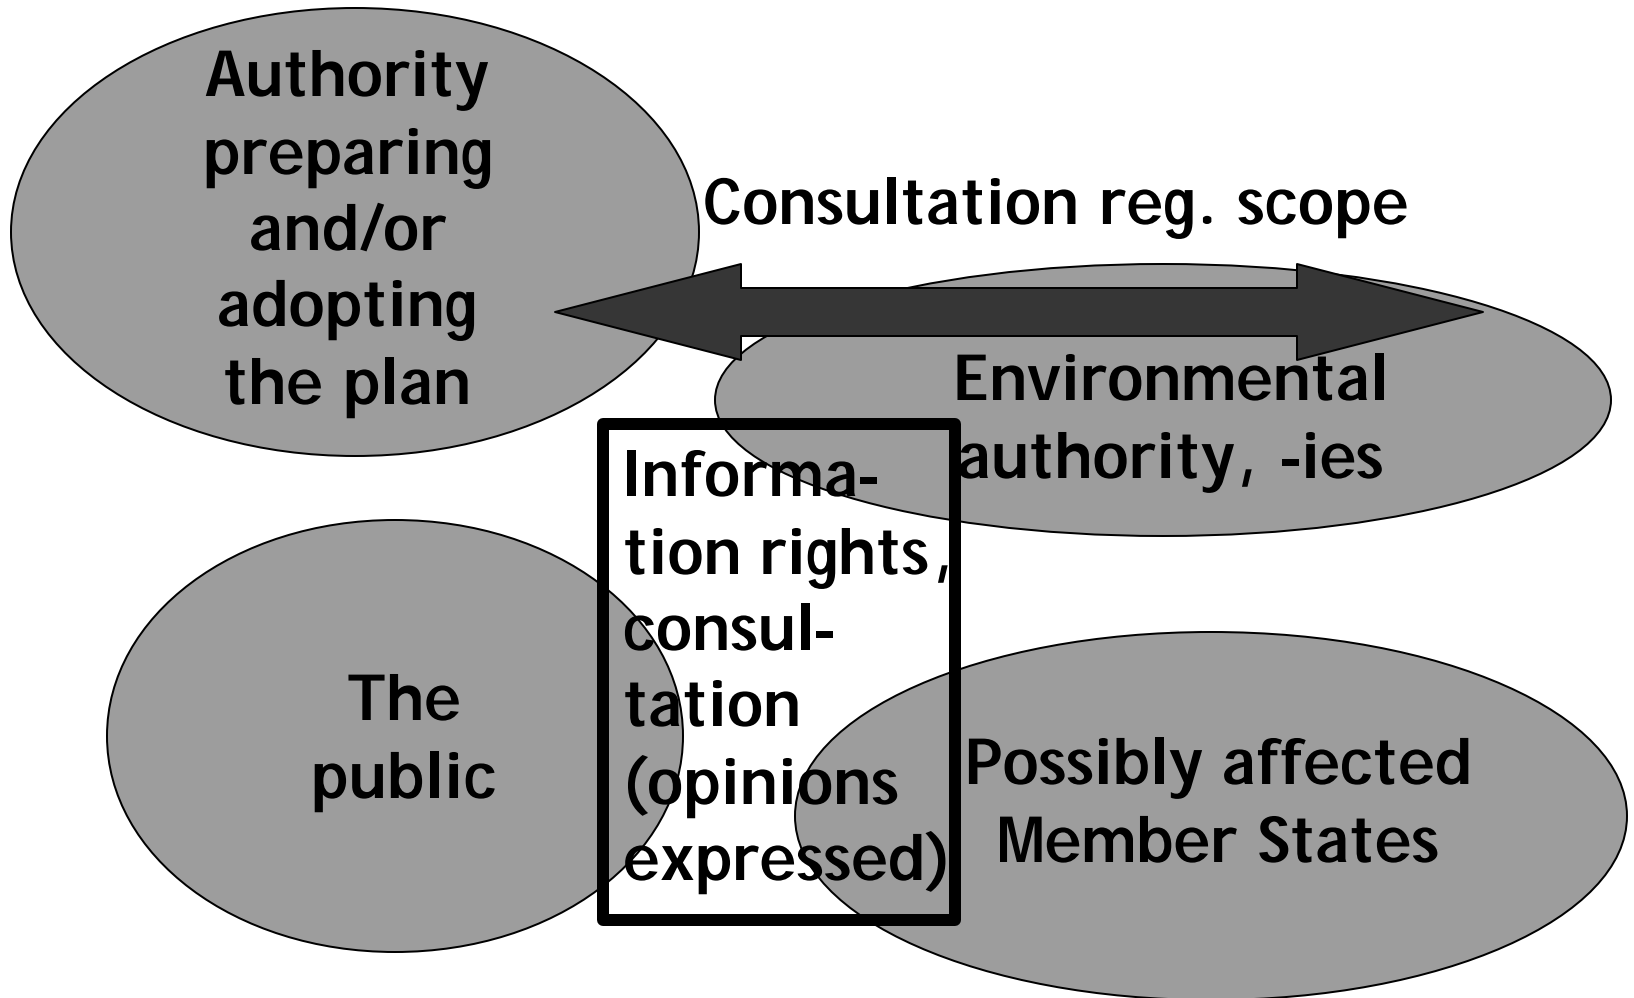 Authority
preparing
and/or
adopting
the plan
Consultation reg. scope
Environmental
authority, -ies
Informa-
tion rights,
consul-
tation
(opinions
expressed)
The
public
Possibly affected
Member States